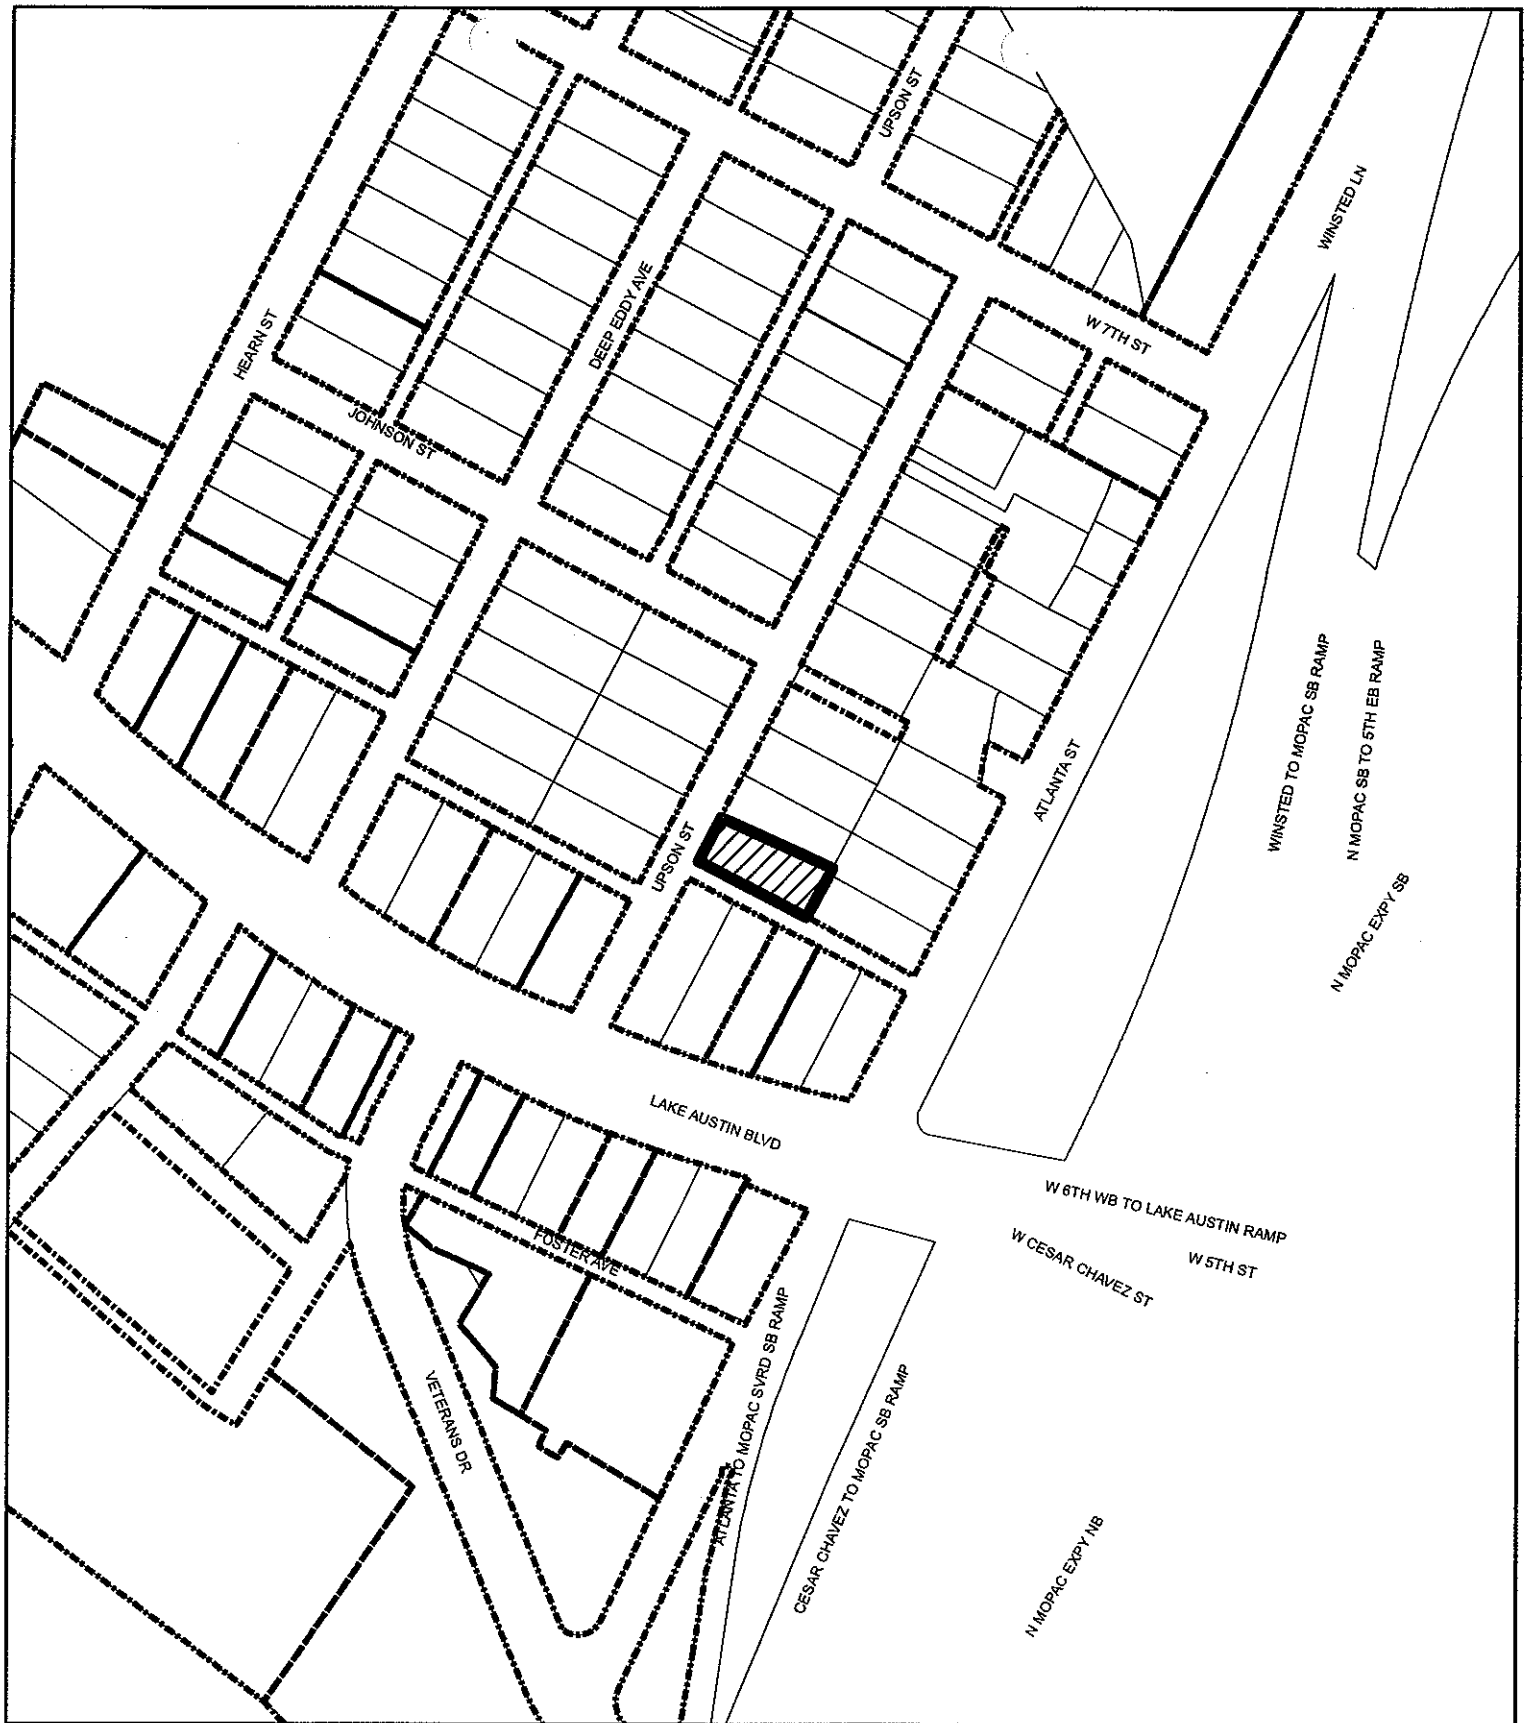 UPSON ST
WINSTED LN
HEARN ST
DEEP EDDY AVE
W 7TH ST
JOHNSON ST
WINSTED TO MOPAC SB RAMP
N MOPAC SB TO 5TH EB RAMP
ATLANTA ST
UPSON ST
N MOPAC EXPY SB
LAKE AUSTIN BLVD
W 6TH WB TO LAKE AUSTIN RAMP
W CESAR CHAVEZ ST
W 5TH ST
FOSTER AVE
VETERANS DR
ATLANTA TO MOPAC SVRD SB RAMP
CESAR CHAVEZ TO MOPAC SB RAMP
N MOPAC EXPY NB